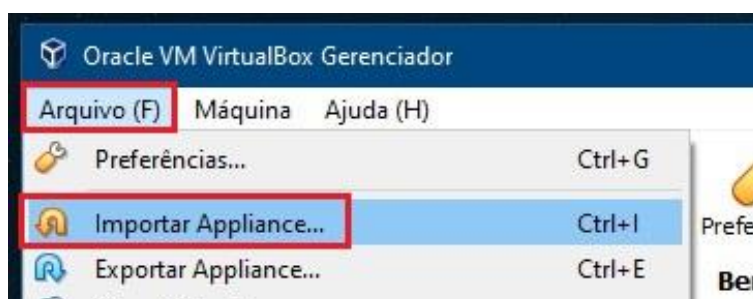 Oracle VM VirtualBox Gerenciador
Arquivo (F) Máquina Ajuda (H)
Preferências... Ctrl+G
Importar Appliance... Ctrl+I
Exportar Appliance... Ctrl+E